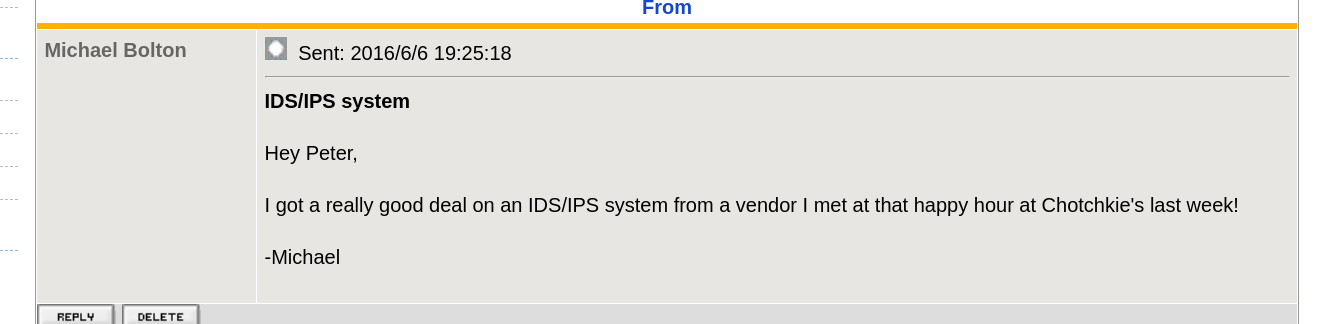 From
Michael Bolton
Sent: 2016/6/6 19:25:18
IDS/IPS system
Hey Peter,
I got a really good deal on an IDS/IPS system from a vendor I met at that happy hour at Chotchkie's last week!
-Michael
REPLY DELETE